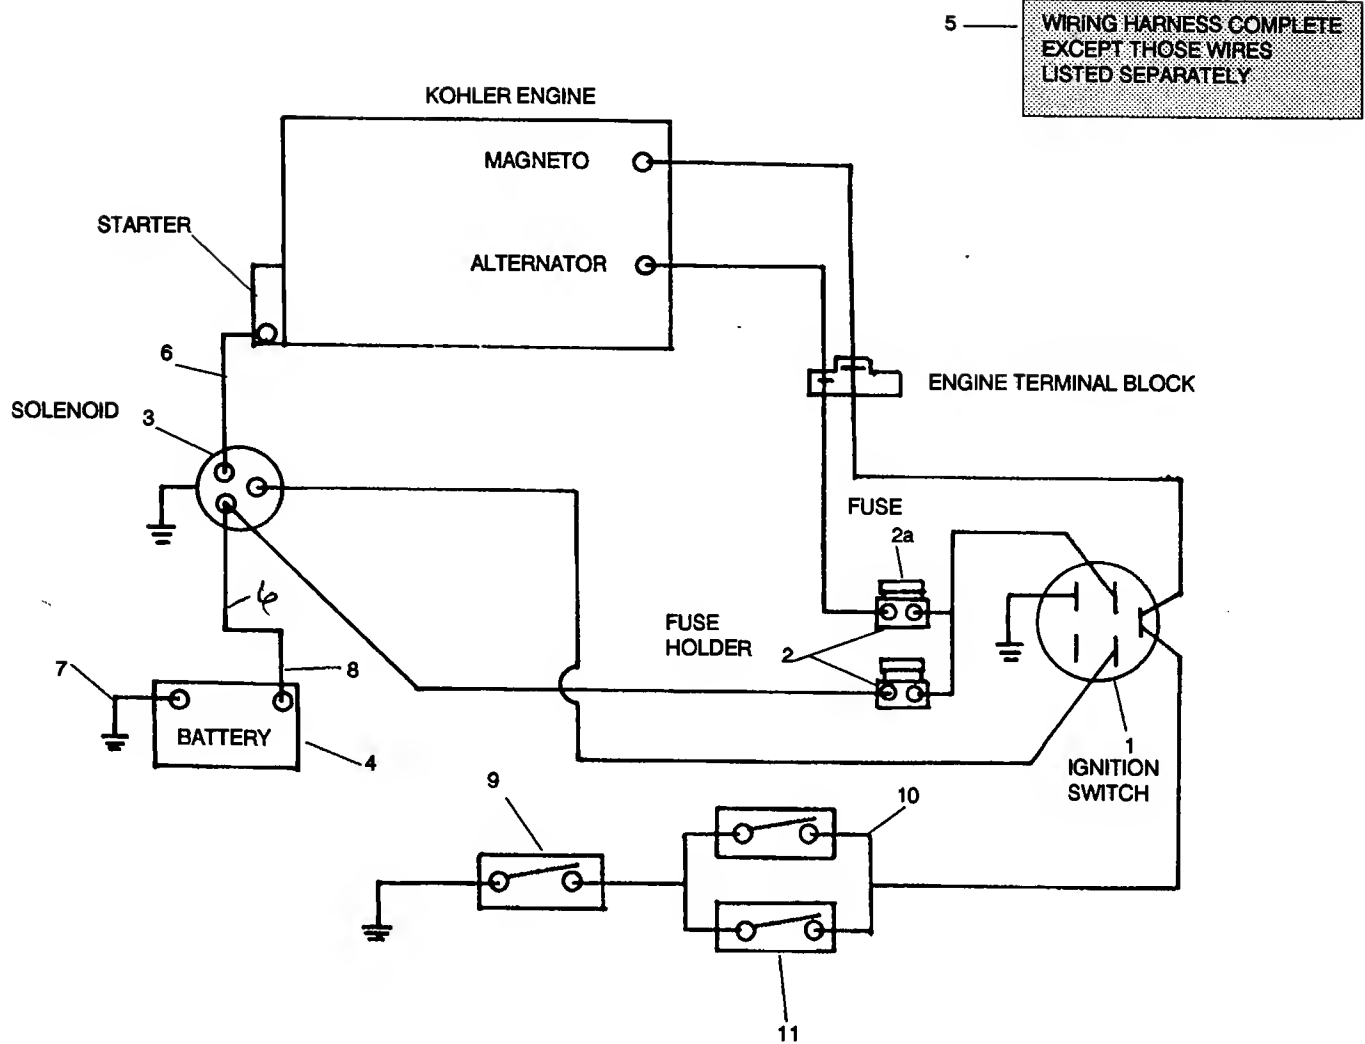 5
WIRING HARNESS COMPLETE
EXCEPT THOSE WIRES
LISTED SEPARATELY
KOHLER ENGINE
MAGNETO
STARTER
ALTERNATOR
6
ENGINE TERMINAL BLOCK
SOLENOID
3
FUSE
2a
6
FUSE
HOLDER
2
7
8
BATTERY
4
1
IGNITION
SWITCH
9
10
11